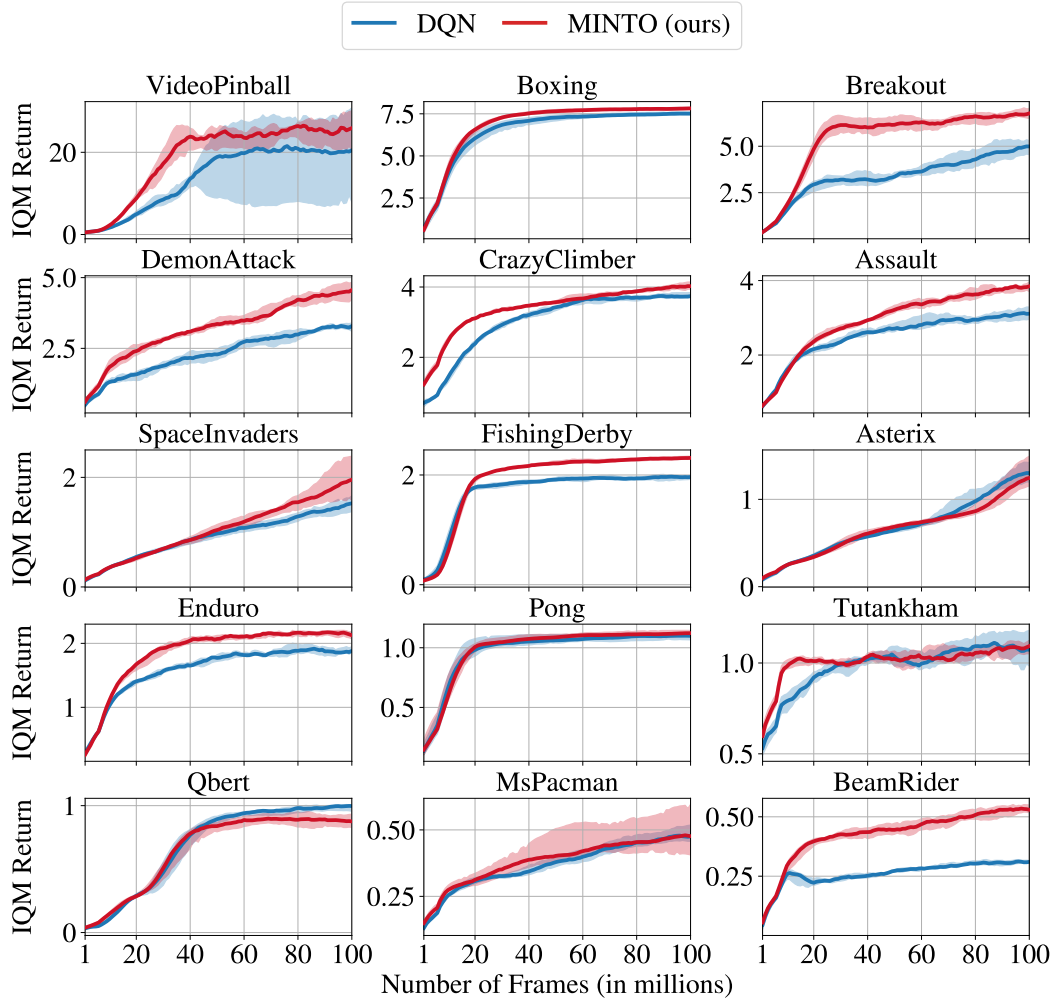 DQN MINTO (ours)
VideoPinball Boxing Breakout
IQM Return
20
0
7.5
5.0
2.5
5.0
2.5
DemonAttack CrazyClimber Assault
IQM Return
5.0
2.5
4
2
4
2
SpaceInvaders FishingDerby Asterix
IQM Return
2
0
2
0
1
0
Enduro Pong Tutankham
IQM Return
2
1
1.0
0.5
1.0
0.5
Qbert MsPacman BeamRider
IQM Return
1
0
0.50
0.25
0.50
0.25
1 20 40 60 80 100 1 20 40 60 80 100 1 20 40 60 80 100
Number of Frames (in millions)